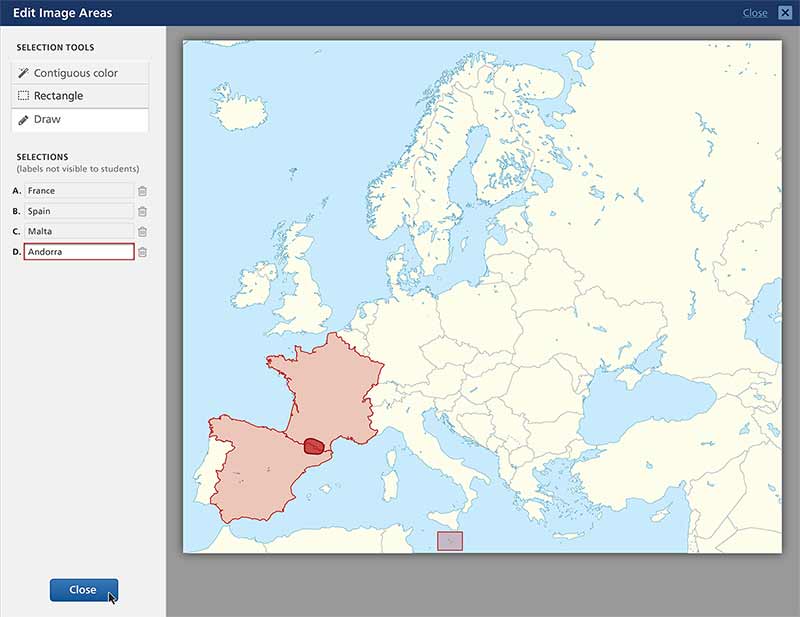 Edit Image Areas
Close
SELECTION TOOLS
Contiguous color
Rectangle
Draw
SELECTIONS
(labels not visible to students)
A. France
B. Spain
C. Malta
D. Andorra
Close